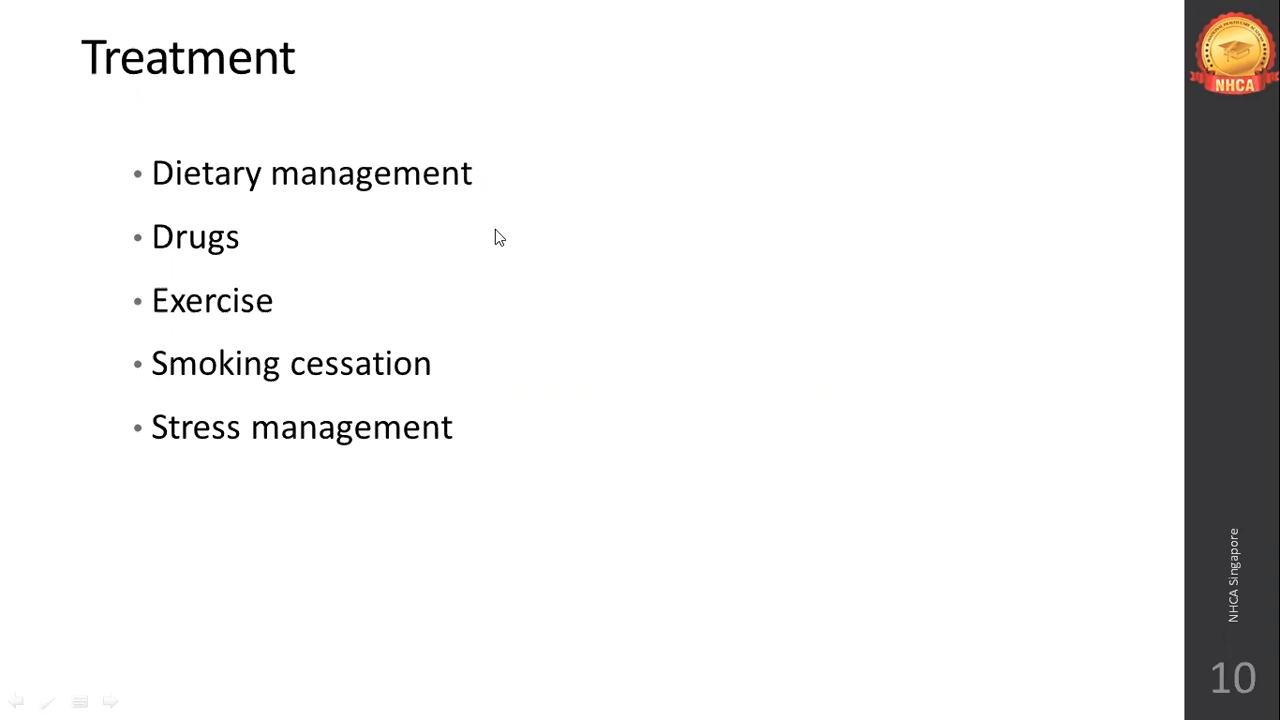 Treatment
• Dietary management
• Drugs
• Exercise
• Smoking cessation
• Stress management
NHCA
NHCA Singapore
10